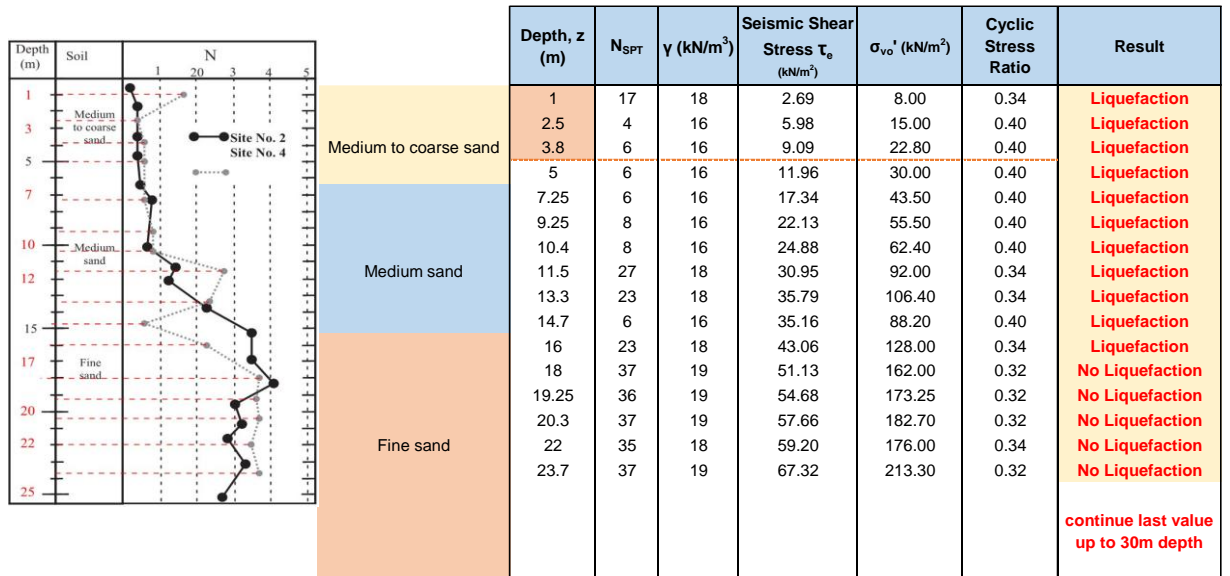 Depth
(m)
Soil
N
1
20
3
4
5
1
3
5
7
10
12
15
17
20
22
25
Medium
to coarse
sand
Medium
sand
Fine
sand
Site No. 2
Site No. 4
Medium to coarse sand
Medium sand
Fine sand
Depth, z (m) NSPT γ (kN/m³) Seismic Shear Stress τe (kN/m²) σvo' (kN/m²) Cyclic Stress Ratio Result
1 17 18 2.69 8.00 0.34 Liquefaction
2.5 4 16 5.98 15.00 0.40 Liquefaction
3.8 6 16 9.09 22.80 0.40 Liquefaction
5 6 16 11.96 30.00 0.40 Liquefaction
7.25 6 16 17.34 43.50 0.40 Liquefaction
9.25 8 16 22.13 55.50 0.40 Liquefaction
10.4 8 16 24.88 62.40 0.40 Liquefaction
11.5 27 18 30.95 92.00 0.34 Liquefaction
13.3 23 18 35.79 106.40 0.34 Liquefaction
14.7 6 16 35.16 88.20 0.40 Liquefaction
16 23 18 43.06 128.00 0.34 Liquefaction
18 37 19 51.13 162.00 0.32 No Liquefaction
19.25 36 19 54.68 173.25 0.32 No Liquefaction
20.3 37 19 57.66 182.70 0.32 No Liquefaction
22 35 18 59.20 176.00 0.34 No Liquefaction
23.7 37 19 67.32 213.30 0.32 No Liquefaction
continue last value
up to 30m depth